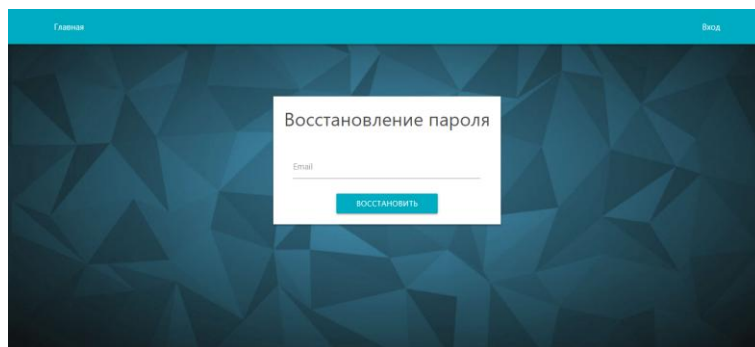 Главная
Вход
Восстановление пароля
Email
ВОССТАНОВИТЬ